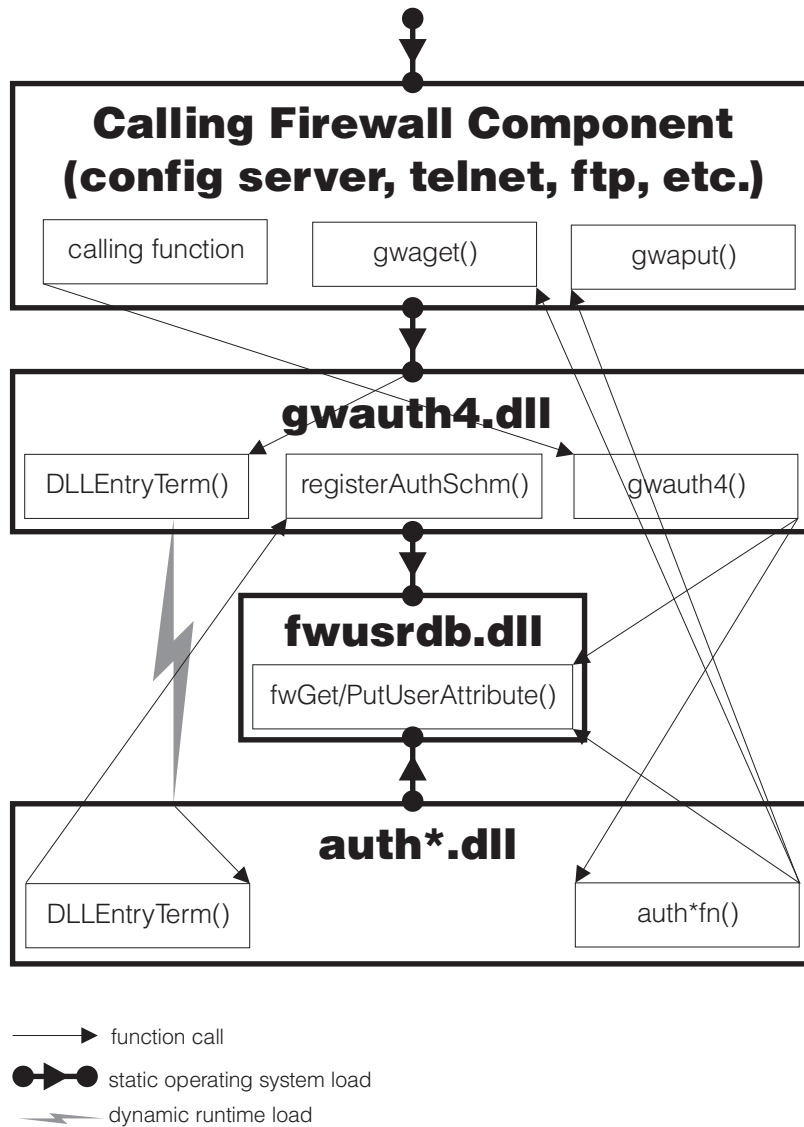 Calling Firewall Component
(config server, telnet, ftp, etc.)
calling function
gwaget()
gwaput()
gwauth4.dll
DLLEntryTerm()
registerAuthSchm()
gwauth4()
fwusrdb.dll
fwGet/PutUserAttribute()
auth*.dll
DLLEntryTerm()
auth*fn()
function call
static operating system load
dynamic runtime load